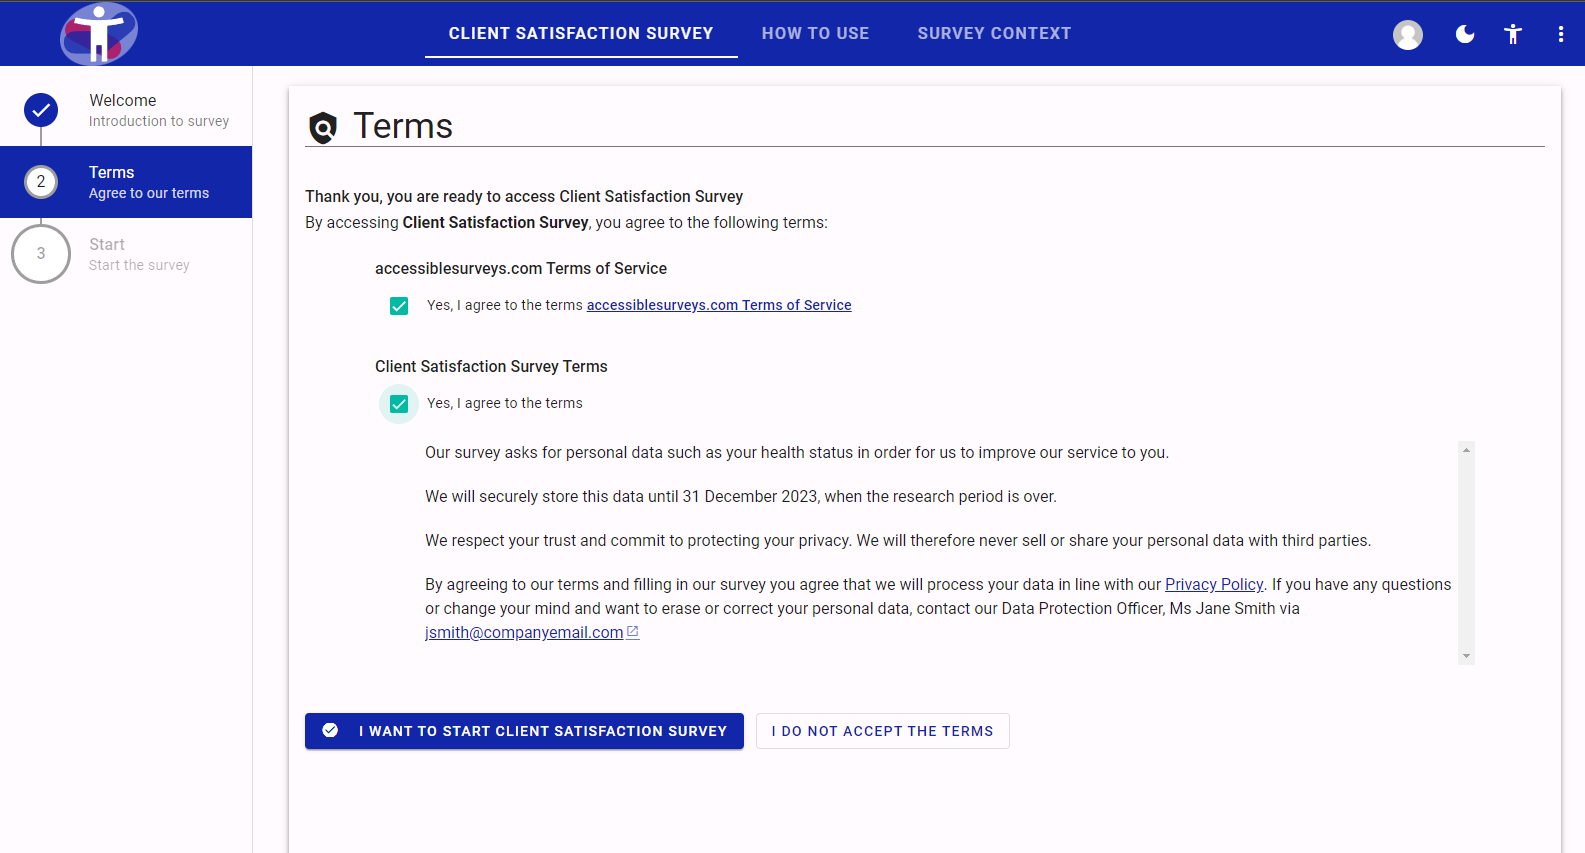 CLIENT SATISFACTION SURVEY
HOW TO USE
SURVEY CONTEXT
Welcome
Introduction to survey
2
Terms
Agree to our terms
3
Start
Start the survey
Terms
Thank you, you are ready to access Client Satisfaction Survey
By accessing Client Satisfaction Survey, you agree to the following terms:
accessiblesurveys.com Terms of Service
Yes, I agree to the terms accessiblesurveys.com Terms of Service
Client Satisfaction Survey Terms
Yes, I agree to the terms
Our survey asks for personal data such as your health status in order for us to improve our service to you.
We will securely store this data until 31 December 2023, when the research period is over.
We respect your trust and commit to protecting your privacy. We will therefore never sell or share your personal data with third parties.
By agreeing to our terms and filling in our survey you agree that we will process your data in line with our Privacy Policy. If you have any questions
or change your mind and want to erase or correct your personal data, contact our Data Protection Officer, Ms Jane Smith via
jsmith@companyemail.com
I WANT TO START CLIENT SATISFACTION SURVEY
I DO NOT ACCEPT THE TERMS